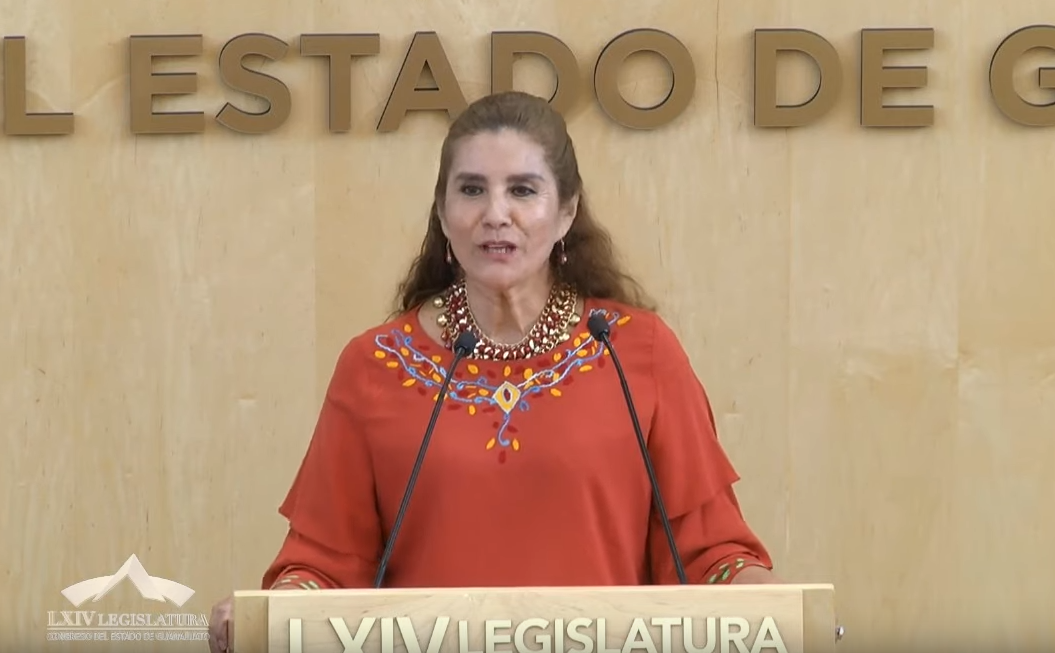 L ESTADO DE G
LXIV LEGISLATURA
CONGRESO DEL ESTADO DE GUANAJUATO
LXIV LEGISLATURA